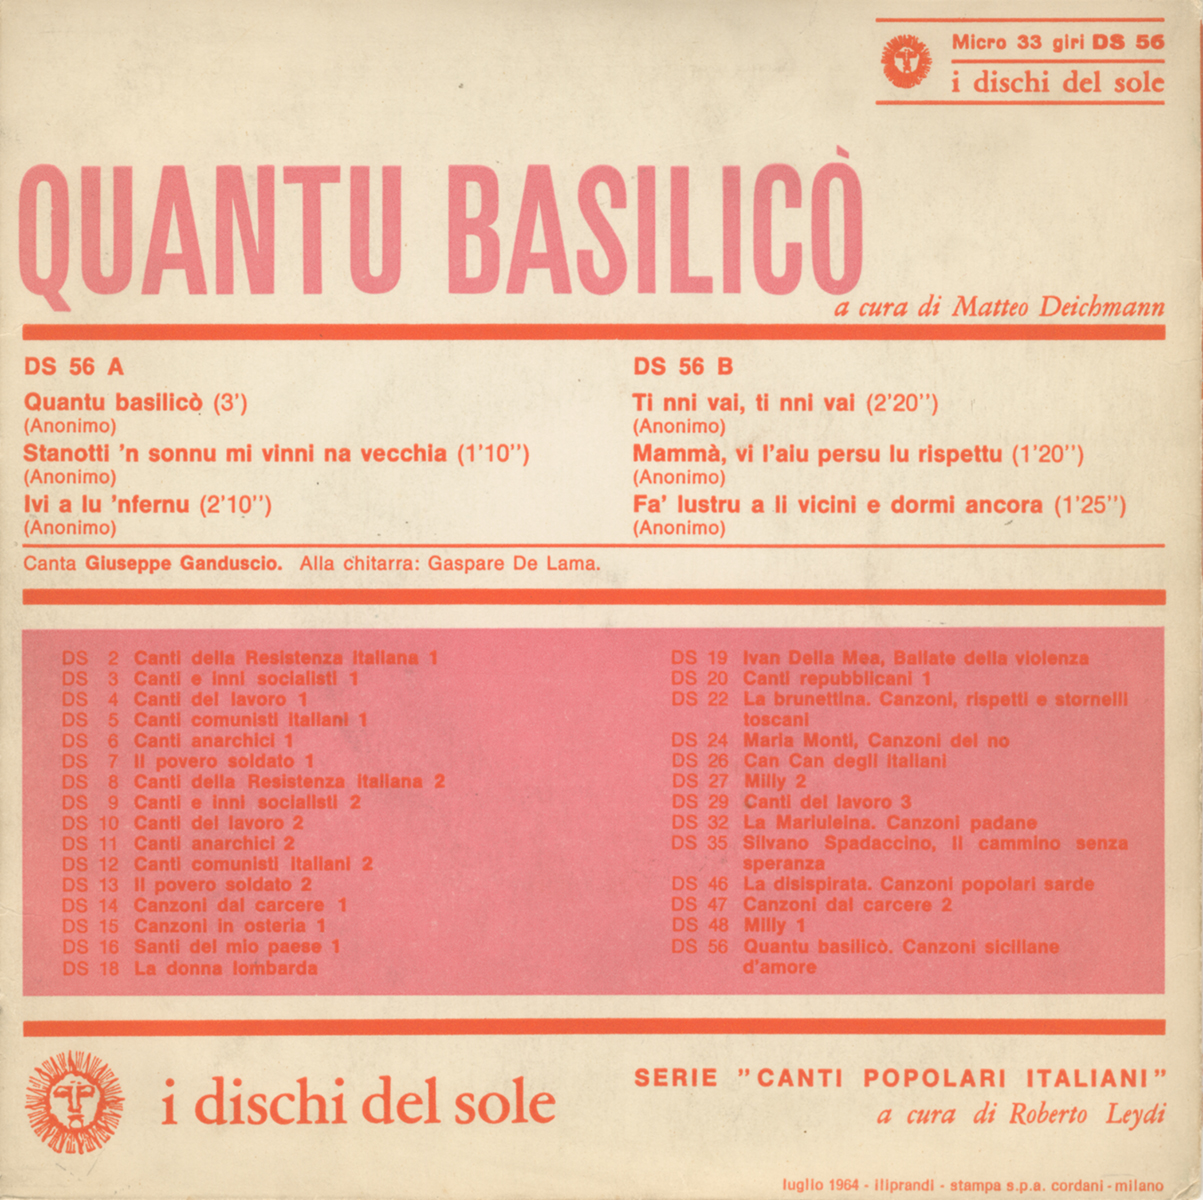 Micro 33 giri DS 56
i dischi del sole
QUANTU BASILICÒ
a cura di Matteo Deichmann
DS 56 A
Quantu basilicò (3')
(Anonimo)
Stanotti 'n sonnu mi vinni na vecchia (1'10'')
(Anonimo)
Ivi a lu 'nfernu (2'10'')
(Anonimo)
DS 56 B
Ti nni vai, ti nni vai (2'20'')
(Anonimo)
Mammà, vi l'aiu persu lu rispettu (1'20'')
(Anonimo)
Fa' lustru a li vicini e dormi ancora (1'25'')
(Anonimo)
Canta Giuseppe Ganduscio. Alla chitarra: Gaspare De Lama.
DS 2 Canti della Resistenza italiana 1
DS 3 Canti e inni socialisti 1
DS 4 Canti del lavoro 1
DS 5 Canti comunisti italiani 1
DS 6 Canti anarchici 1
DS 7 Il povero soldato 1
DS 8 Canti della Resistenza italiana 2
DS 9 Canti e inni socialisti 2
DS 10 Canti del lavoro 2
DS 11 Canti anarchici 2
DS 12 Canti comunisti italiani 2
DS 13 Il povero soldato 2
DS 14 Canzoni dal carcere 1
DS 15 Canzoni in osteria 1
DS 16 Santi del mio paese 1
DS 18 La donna lombarda
DS 19 Ivan Della Mea, Ballate della violenza
DS 20 Canti repubblicani 1
DS 22 La brunettina. Canzoni, rispetti e stornelli
toscani
DS 24 Maria Monti, Canzoni del no
DS 26 Can Can degli italiani
DS 27 Milly 2
DS 29 Canti del lavoro 3
DS 32 La Mariuleina. Canzoni padane
DS 35 Silvano Spadaccino, Il cammino senza
speranza
DS 46 La disispirata. Canzoni popolari sarde
DS 47 Canzoni dal carcere 2
DS 48 Milly 1
DS 56 Quantu basilicò. Canzoni siciliane
d'amore
i dischi del sole
SERIE "CANTI POPOLARI ITALIANI"
a cura di Roberto Leydi
luglio 1964 - iliprandi - stampa s.p.a. cordani - milano